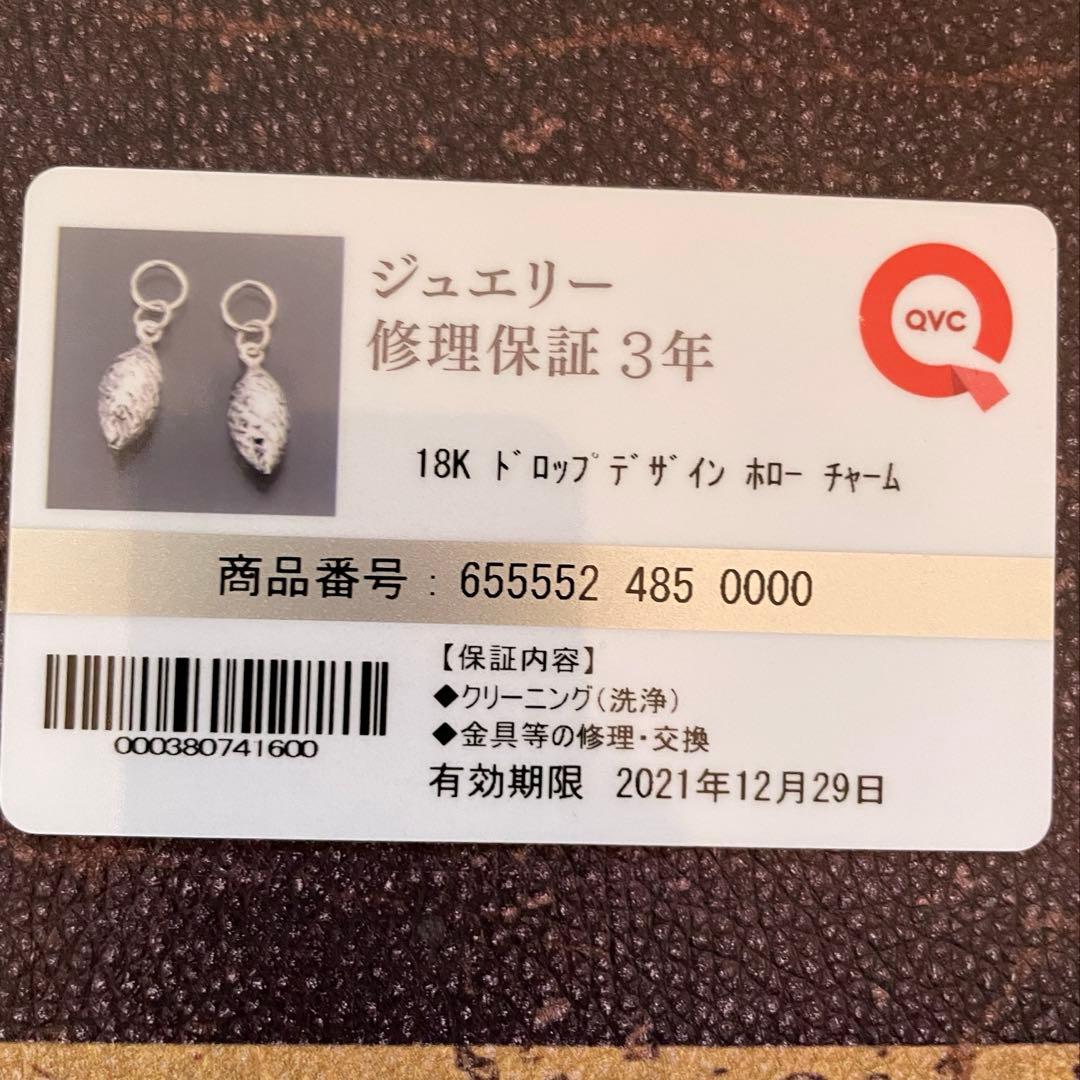 ジュエリー
修理保証3年
QVC
18K ﾄﾞﾛｯﾌﾟﾃﾞｻﾞｲﾝ ﾎﾛｰ ﾁｬｰﾑ
商品番号 : 655552 485 0000
【保証内容】
◆クリーニング(洗浄)
◆金具等の修理・交換
有効期限 2021年12月29日
000380741600